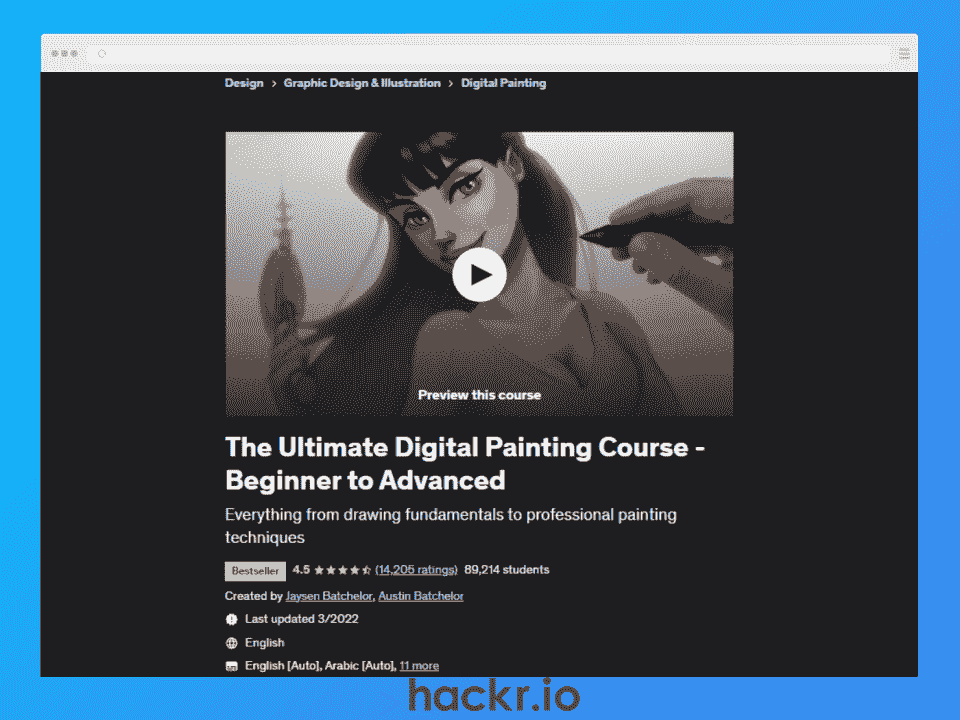 Design > Graphic Design & Illustration > Digital Painting
Preview this course
The Ultimate Digital Painting Course -
Beginner to Advanced
Everything from drawing fundamentals to professional painting
techniques
Bestseller 4.5 (14,205 ratings) 89,214 students
Created by Jaysen Batchelor, Austin Batchelor
Last updated 3/2022
English
English [Auto], Arabic [Auto], 11 more
hackr.io